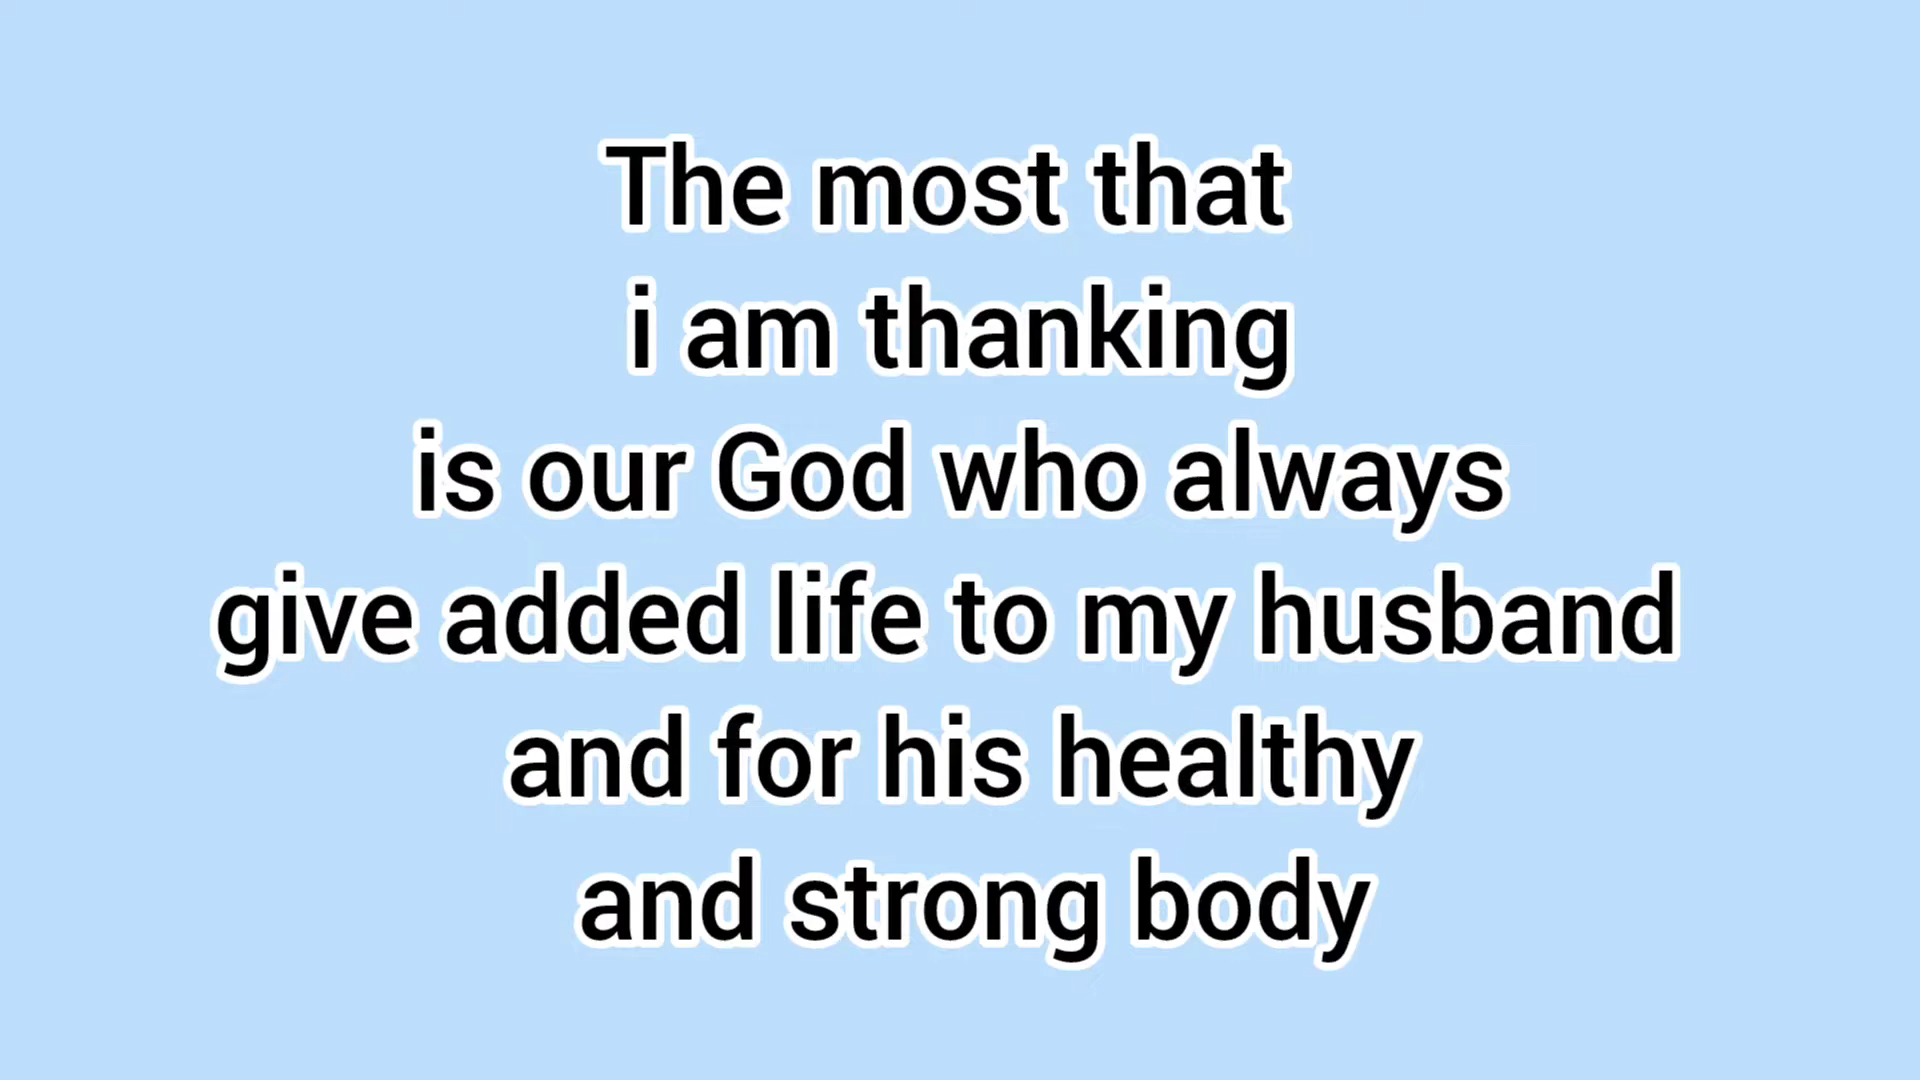 The most that
i am thanking
is our God who always
give added life to my husband
and for his healthy
and strong body